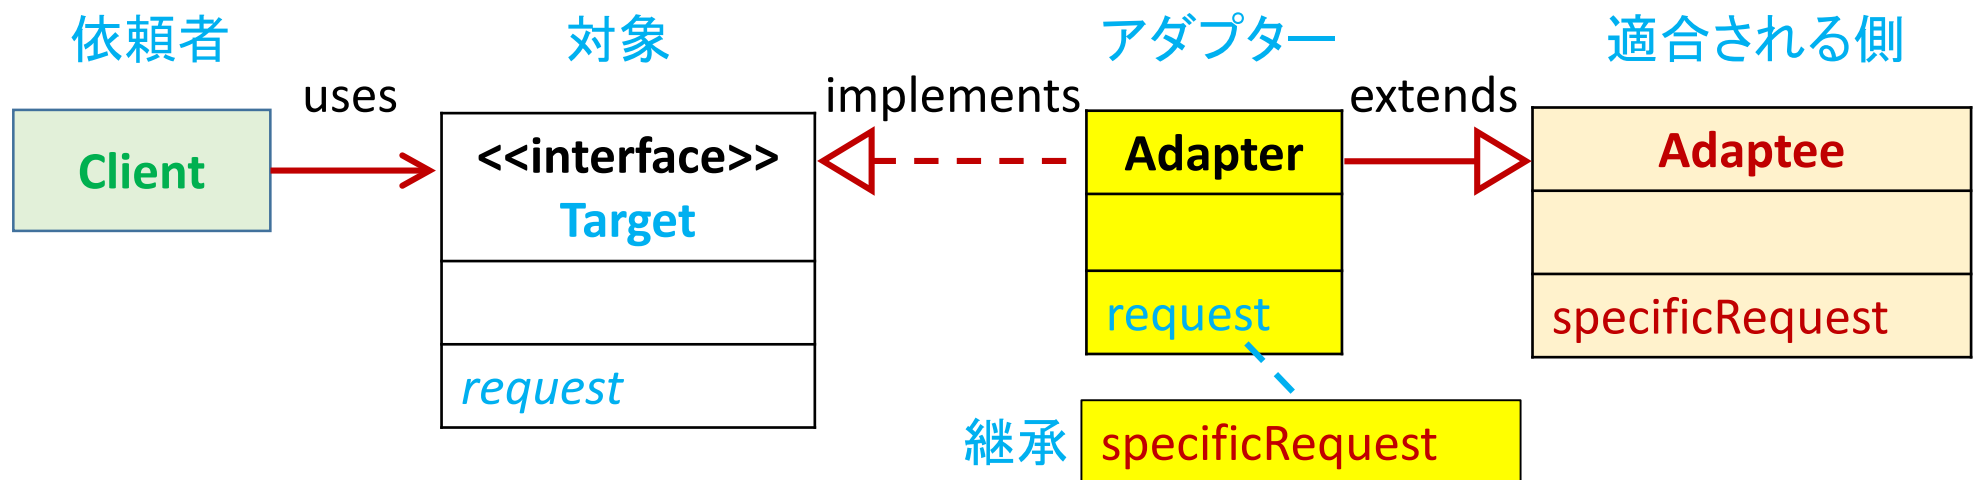 依頼者
対象
アダプター
適合される側
uses
implements
extends
Client
<<interface>>
Target
request
Adapter
request
Adaptee
specificRequest
継承
specificRequest